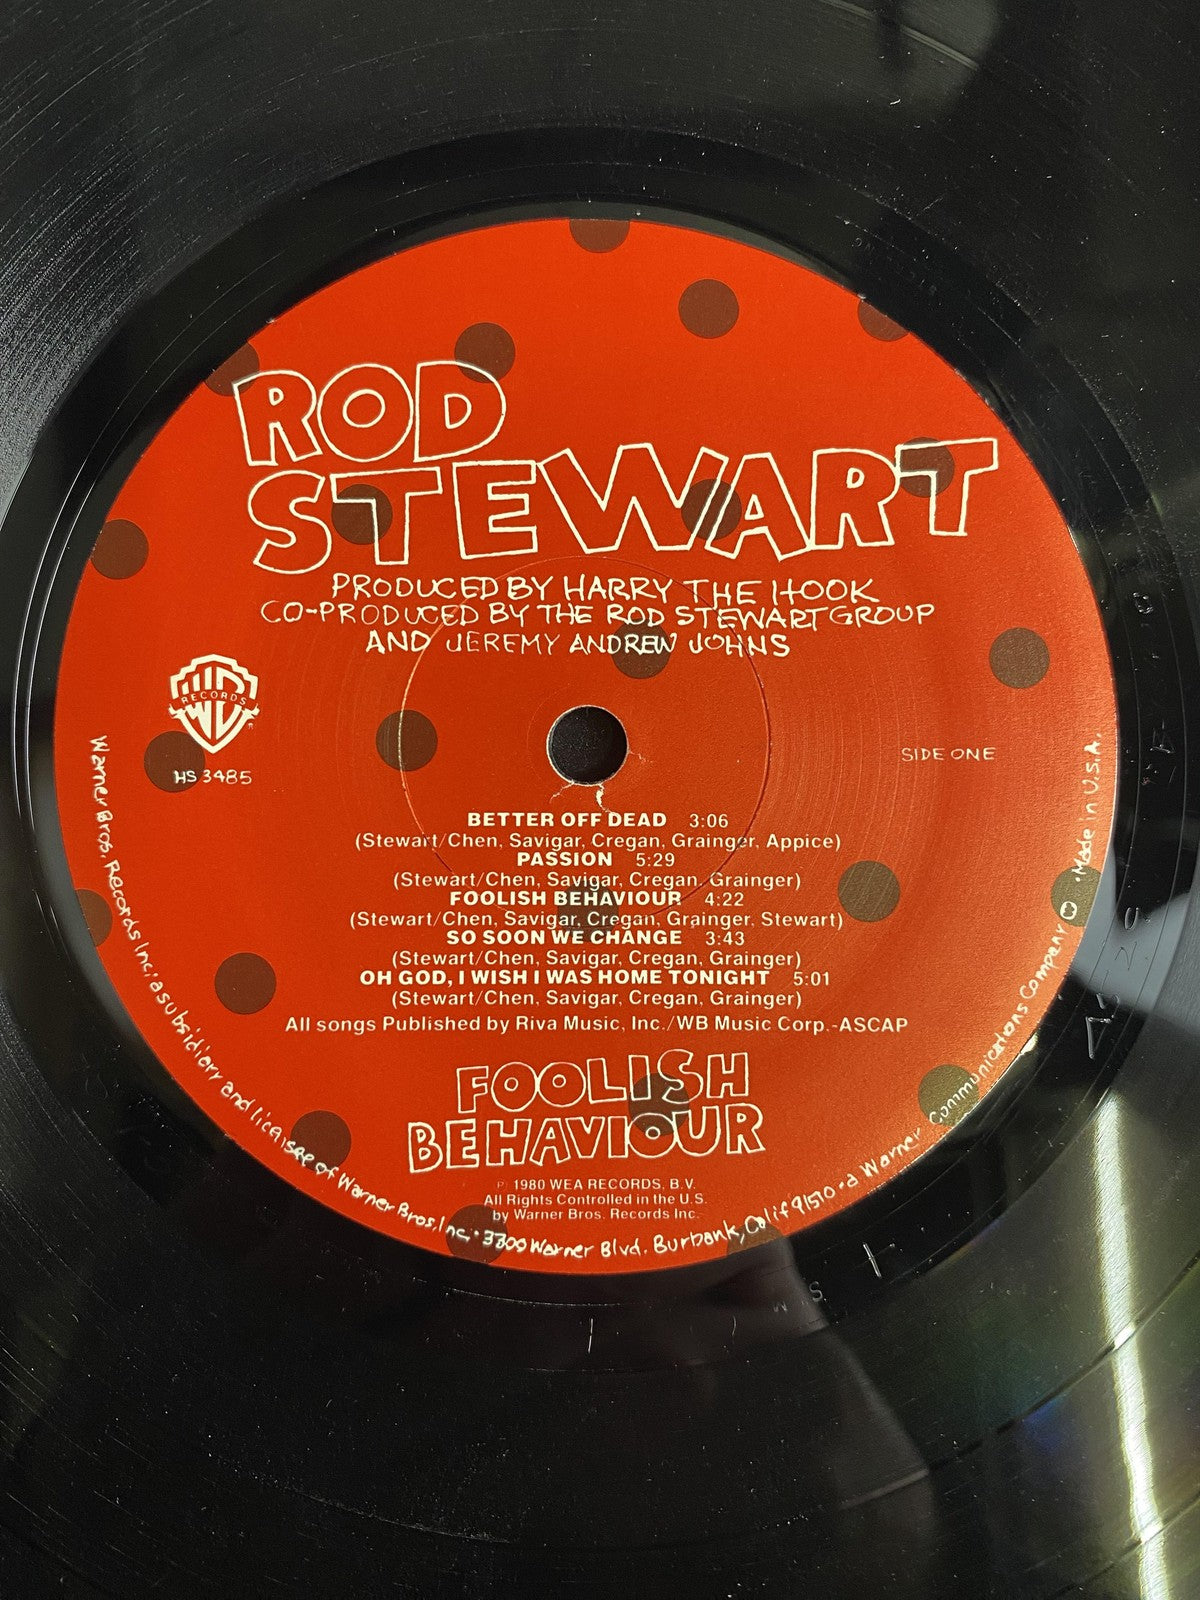 ROD
STEWART
PRODUCED BY HARRY THE HOOK
CO-PRODUCED BY THE ROD STEWART GROUP
AND JEREMY ANDREW JOHNS
WB
RECORDS
HS 3485
SIDE ONE
BETTER OFF DEAD 3:06
(Stewart/Chen, Savigar, Cregan, Grainger, Appice)
PASSION 5:29
(Stewart/Chen, Savigar, Cregan, Grainger)
FOOLISH BEHAVIOUR 4:22
(Stewart/Chen, Savigar, Cregan, Grainger, Stewart)
SO SOON WE CHANGE 3:43
(Stewart/Chen, Savigar, Cregan, Grainger)
OH GOD, I WISH I WAS HOME TONIGHT 5:01
(Stewart/Chen, Savigar, Cregan, Grainger)
All songs Published by Riva Music, Inc./WB Music Corp.-ASCAP
FOOLISH
BEHAVIOUR
℗ 1980 WEA RECORDS, B.V.
All Rights Controlled in the U.S.
by Warner Bros. Records Inc.
Warner Bros. Records Inc; a subsidiary and licensee of Warner Bros, Inc. • 3300 Warner Blvd. Burbank, Calif 91510 • a Warner Communications Company • Made in U.S.A.